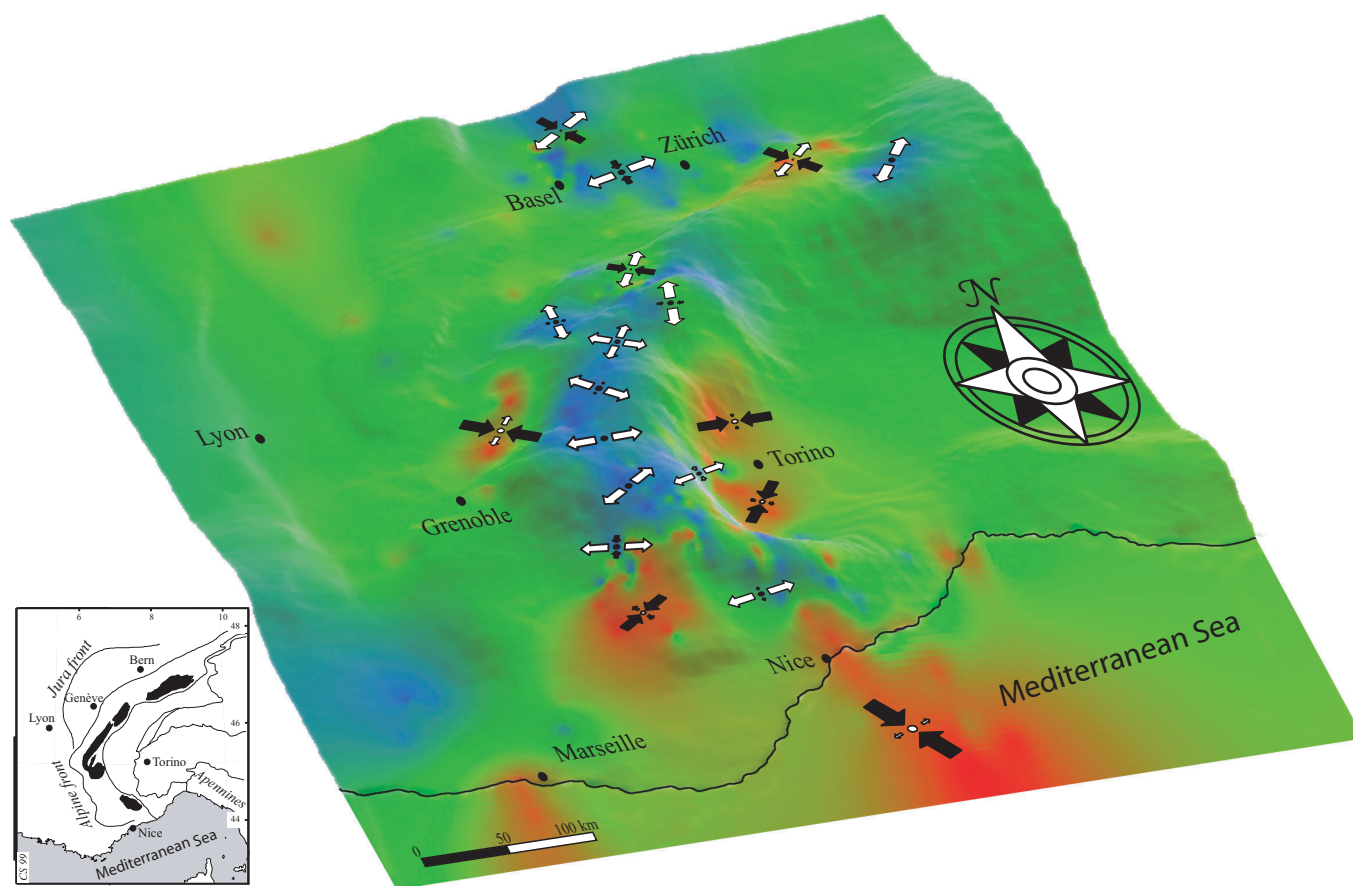 Zürich
Basel
N
Lyon
Torino
Grenoble
Nice
Mediterranean Sea
Marseille
0 50 100 km
6 8 10
48
Jura front
Bern
Genève
Lyon
46
Torino
Alpine front
Apennines
44
Nice
Mediterranean Sea
CS 99